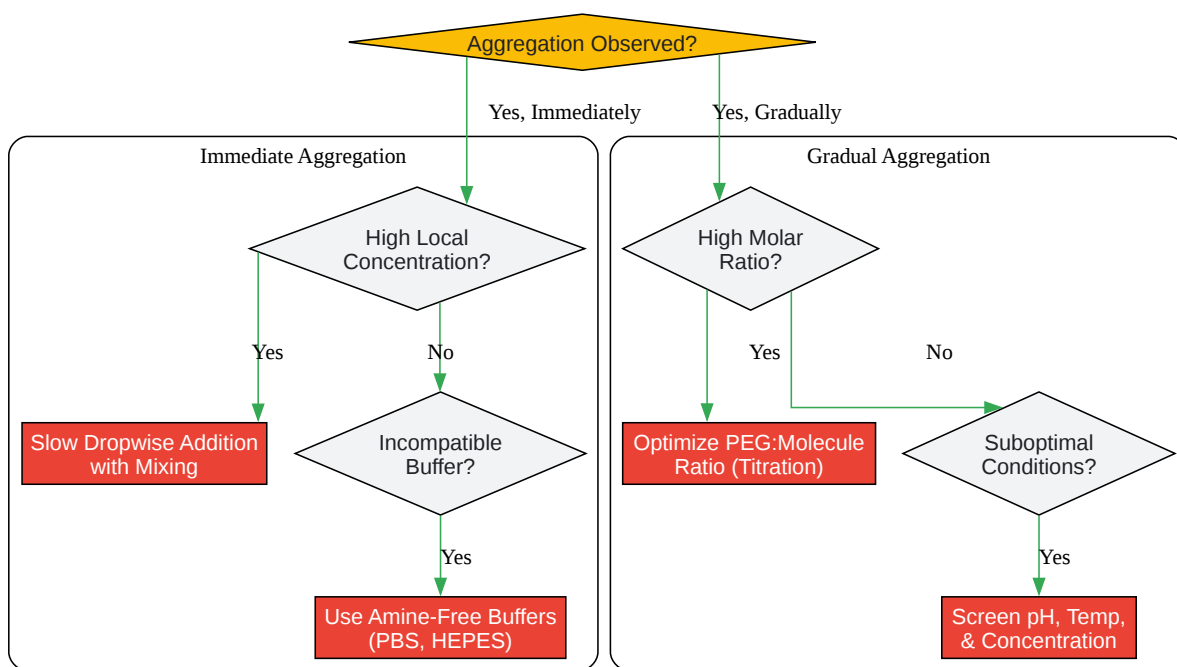 Aggregation Observed?
Yes, Immediately
Yes, Gradually
Immediate Aggregation
High Local
Concentration?
Yes
No
Slow Dropwise Addition
with Mixing
Incompatible
Buffer?
Yes
Use Amine-Free Buffers
(PBS, HEPES)
Gradual Aggregation
High Molar
Ratio?
Yes
No
Optimize PEG:Molecule
Ratio (Titration)
Suboptimal
Conditions?
Yes
Screen pH, Temp,
& Concentration